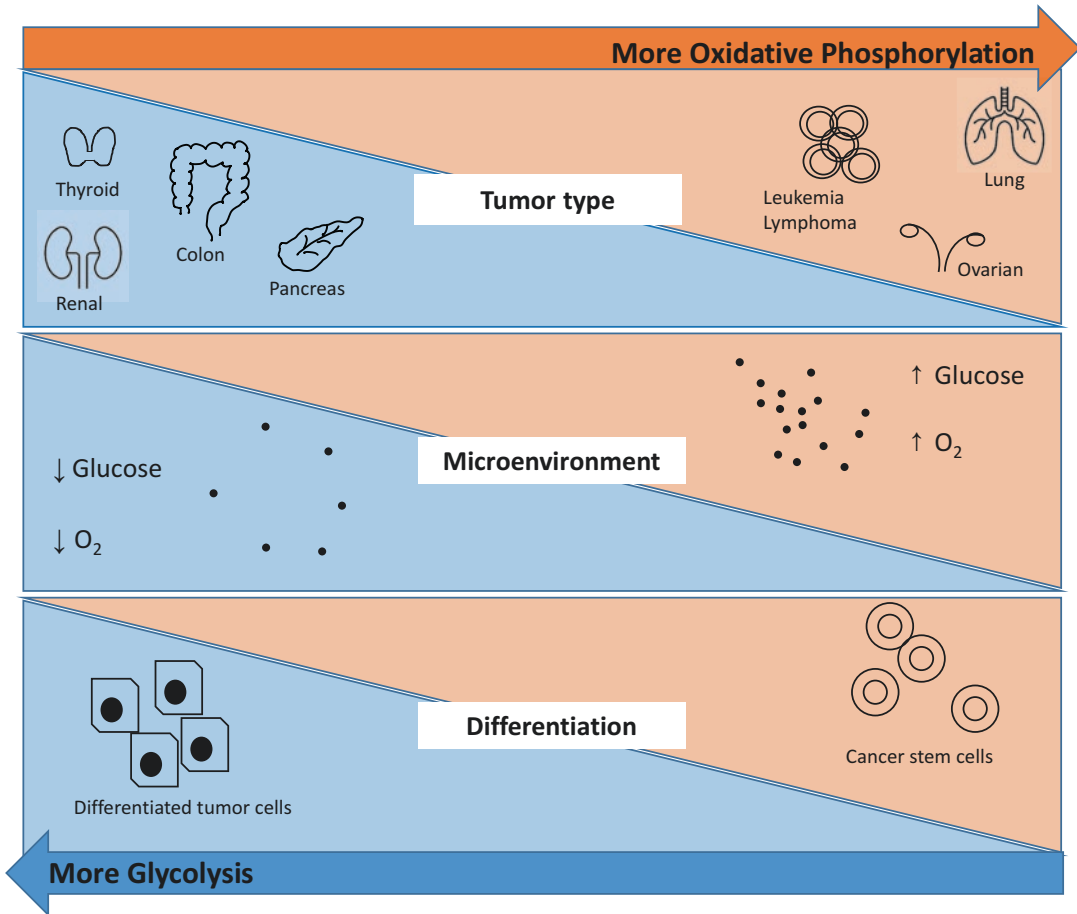 More Oxidative Phosphorylation
Thyroid
Renal
Colon
Pancreas
Tumor type
Leukemia
Lymphoma
Lung
Ovarian
↓ Glucose
↓ O₂
Microenvironment
↑ Glucose
↑ O₂
Differentiated tumor cells
Differentiation
Cancer stem cells
More Glycolysis